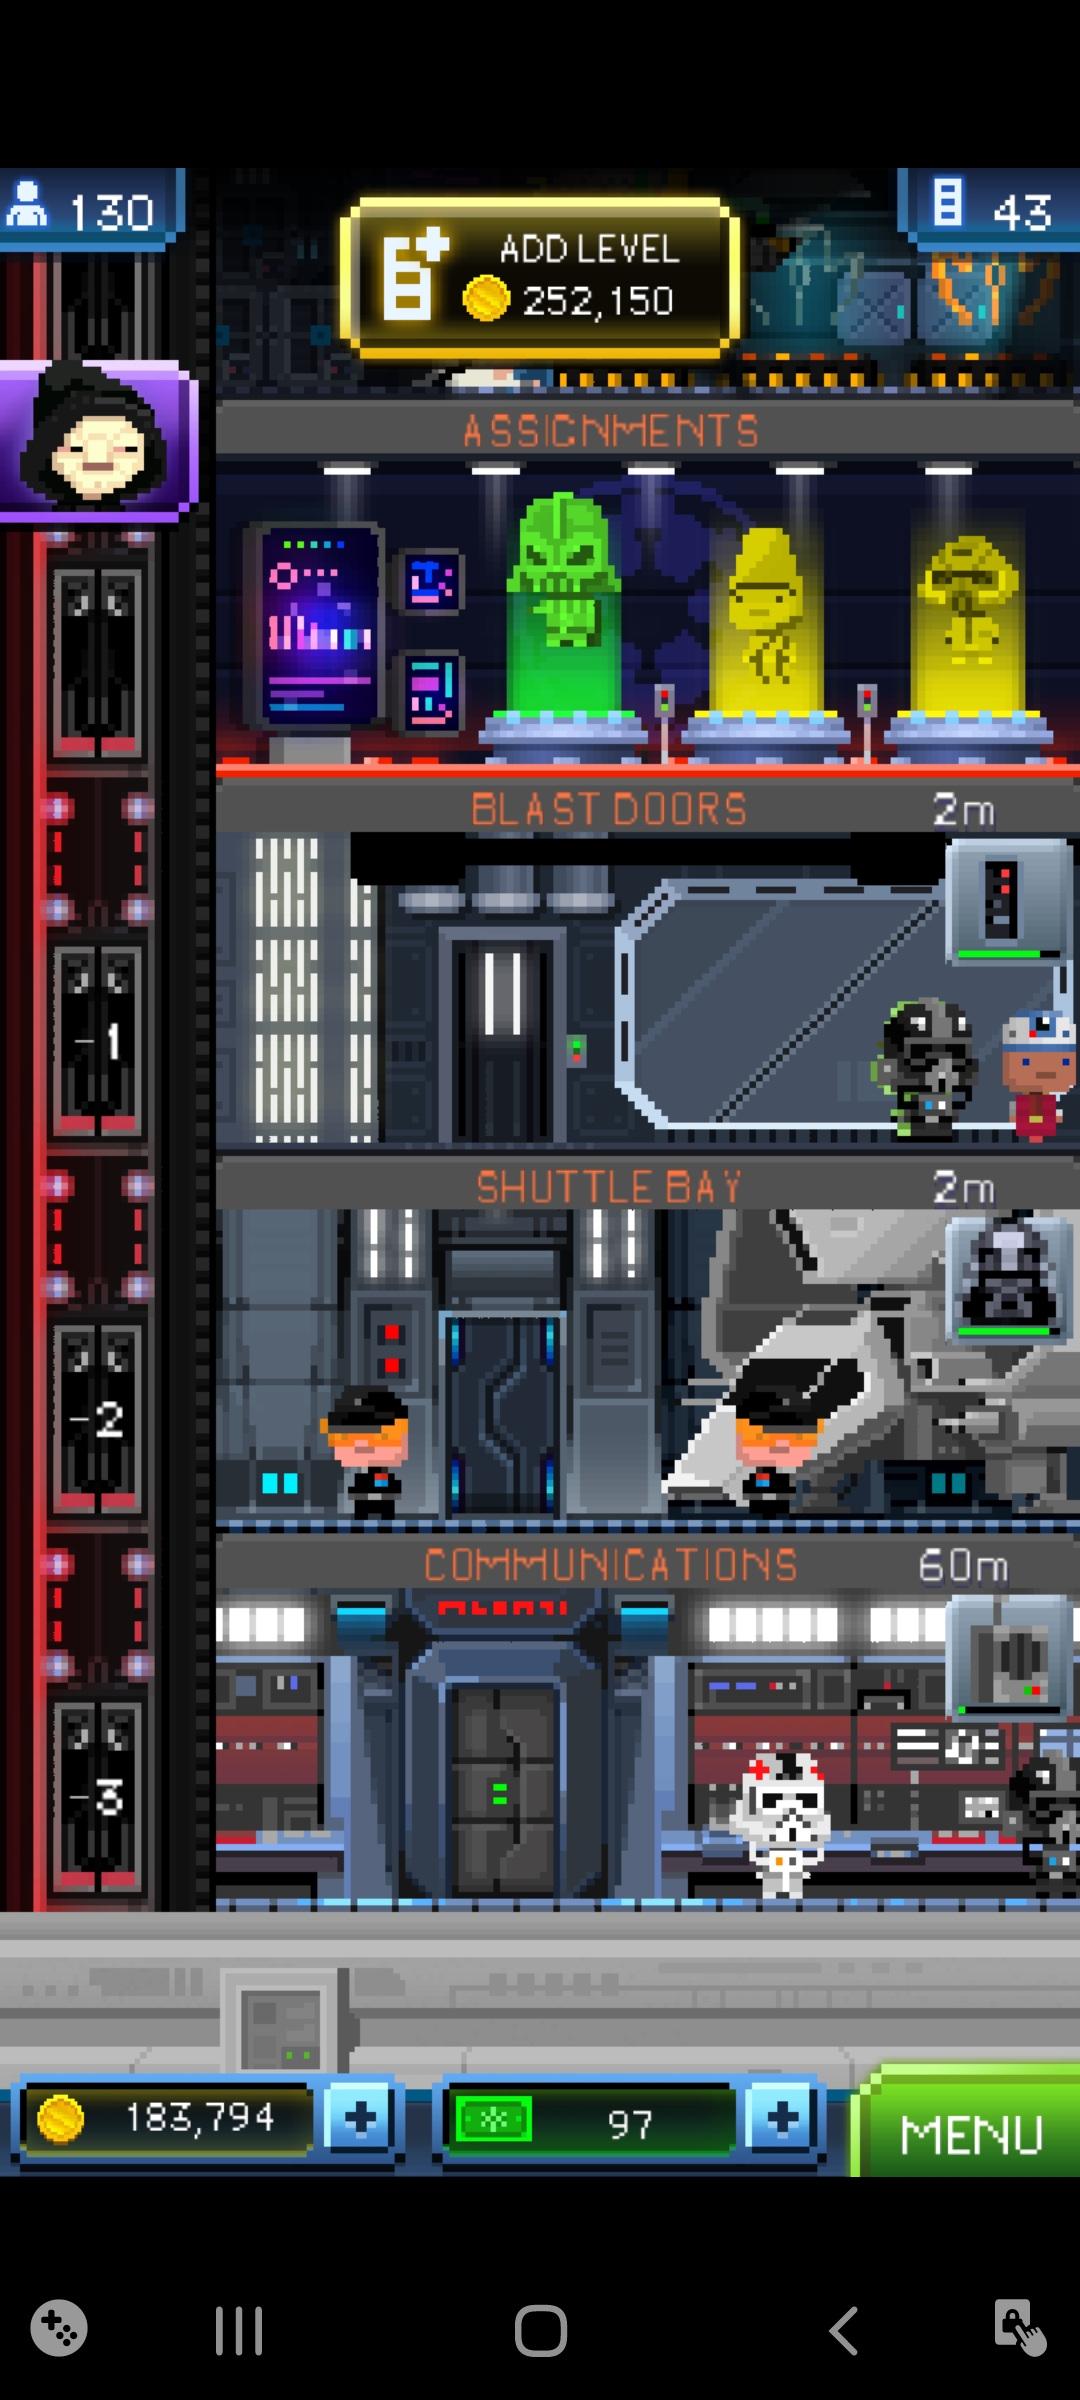 130
ADD LEVEL
252,150
43
ASSIGNMENTS
BLAST DOORS 2m
-1
SHUTTLE BAY 2m
-2
COMMUNICATIONS 60m
-3
183,794
97
MENU